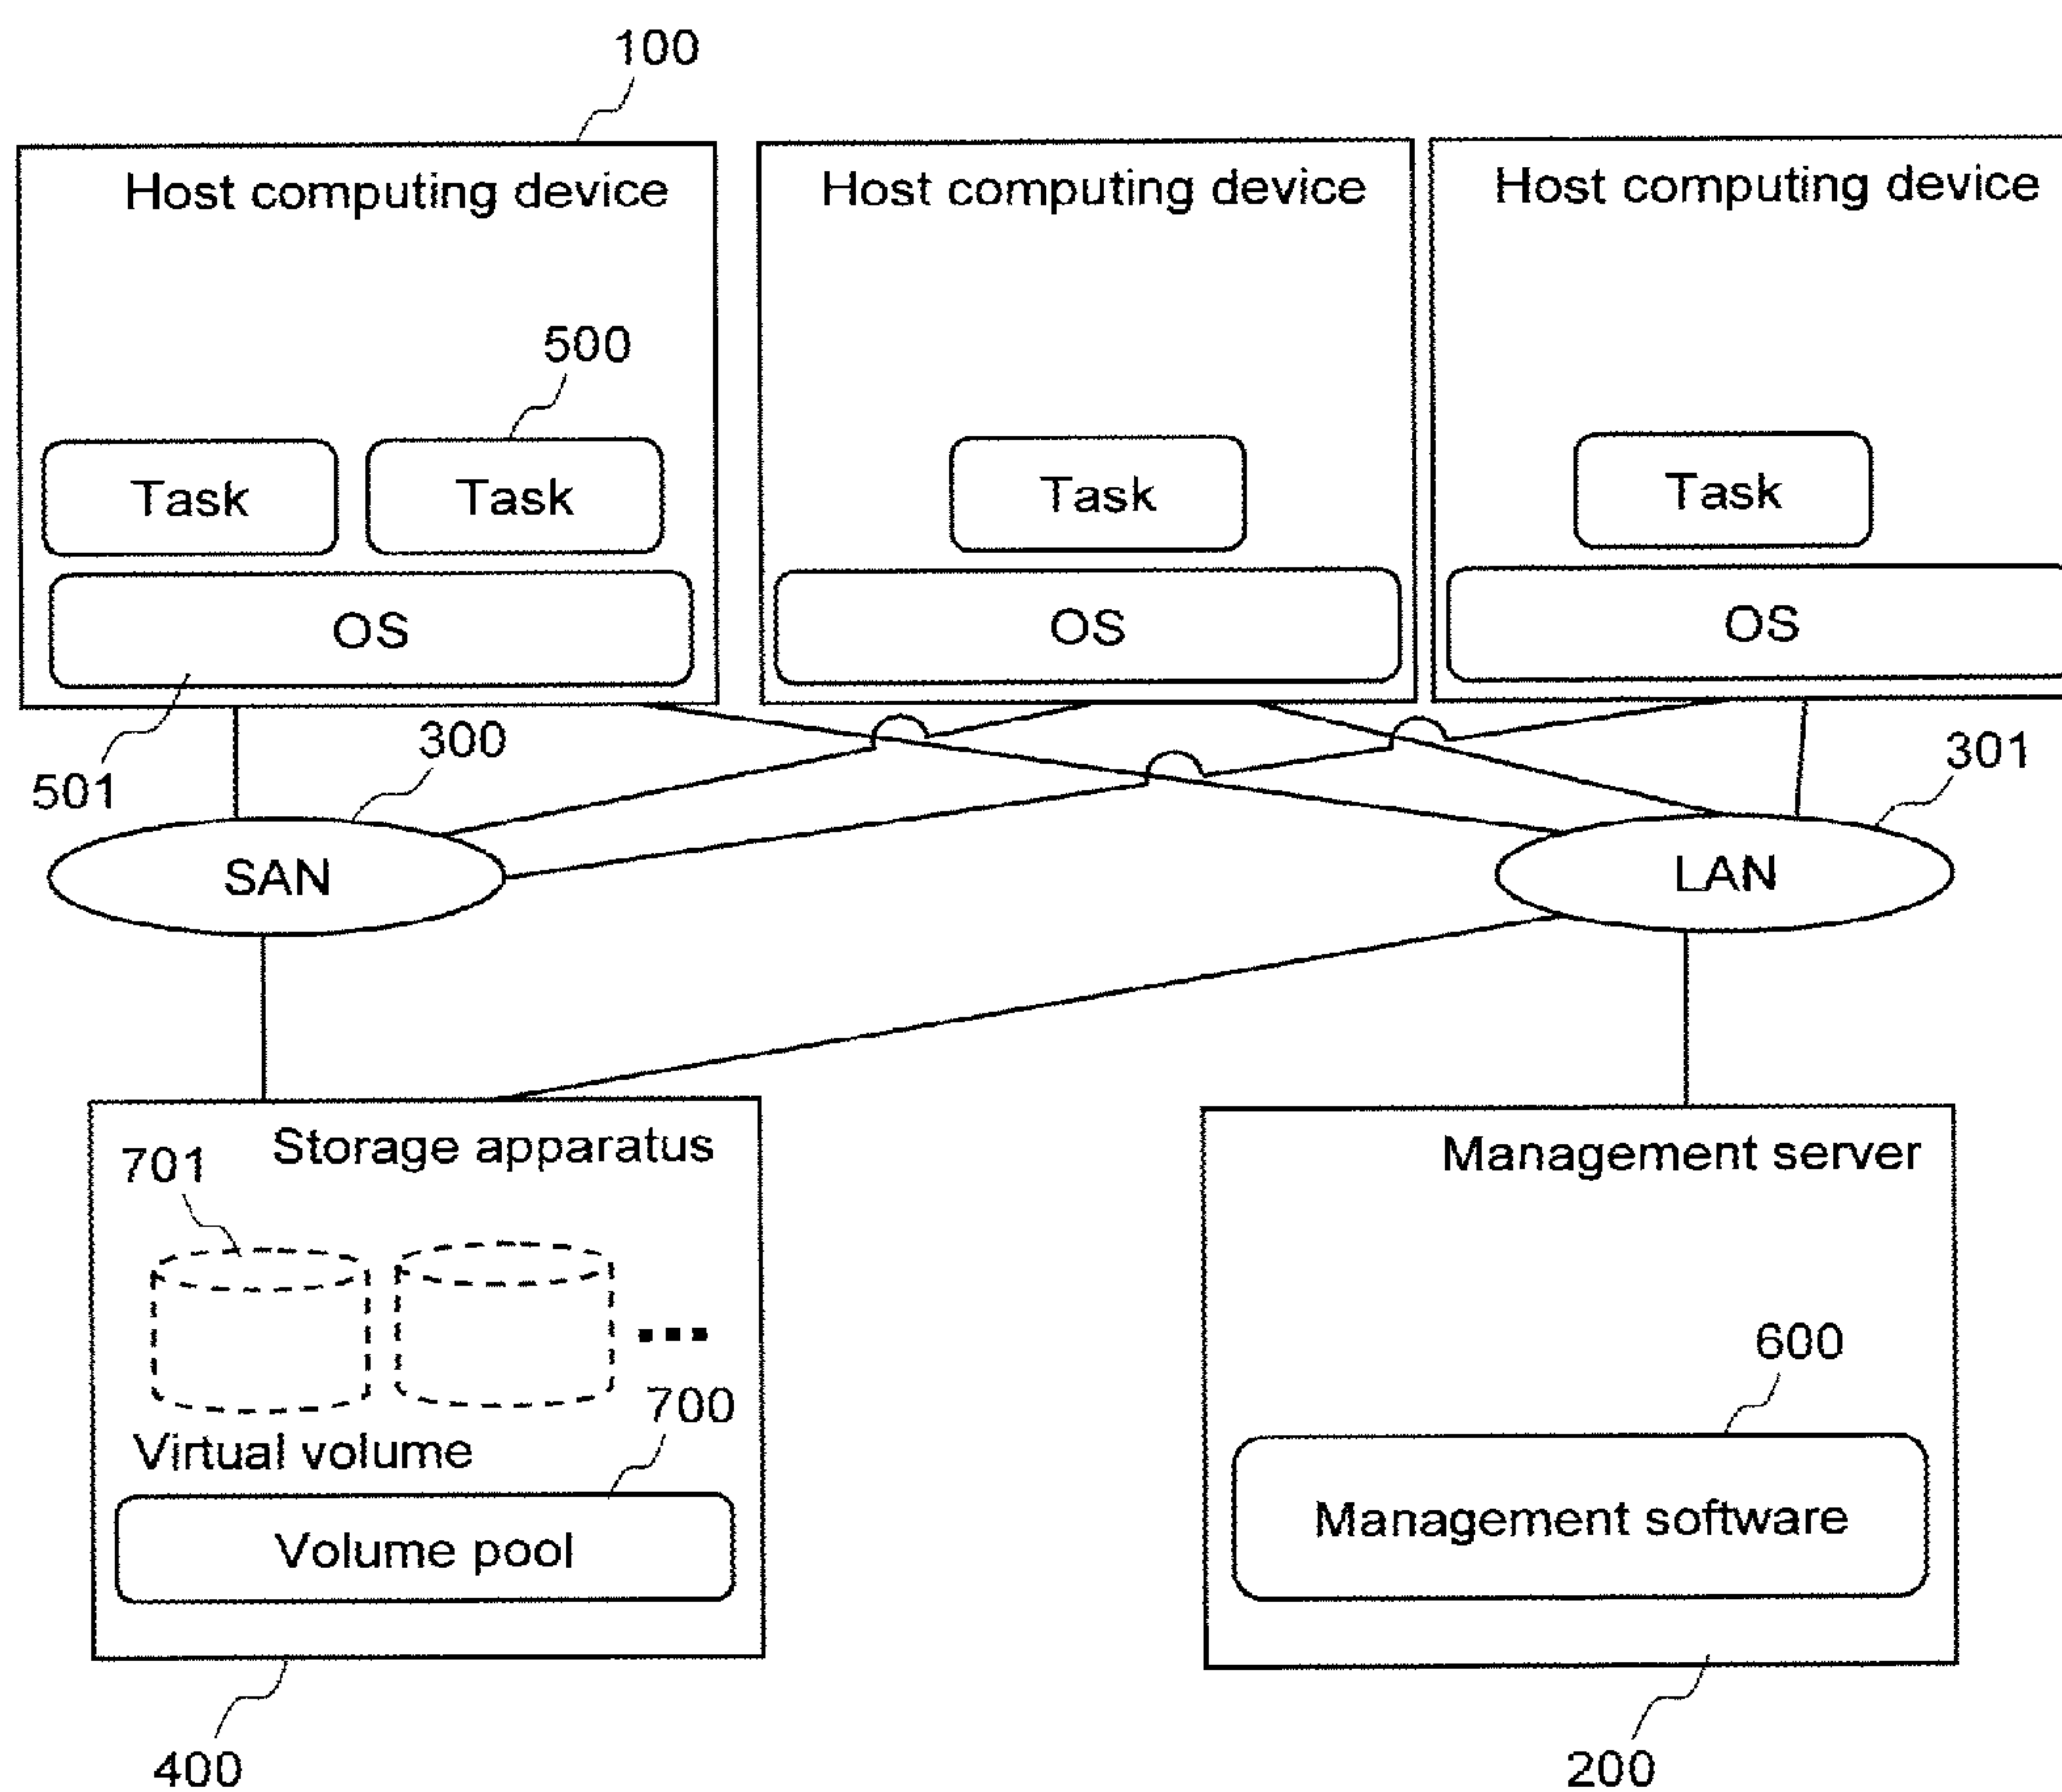 100
Host computing device
Host computing device
Host computing device
500
Task
Task
Task
Task
OS
OS
OS
501
300
301
SAN
LAN
701
Storage apparatus
Management server
600
700
Virtual volume
Volume pool
Management software
400
200